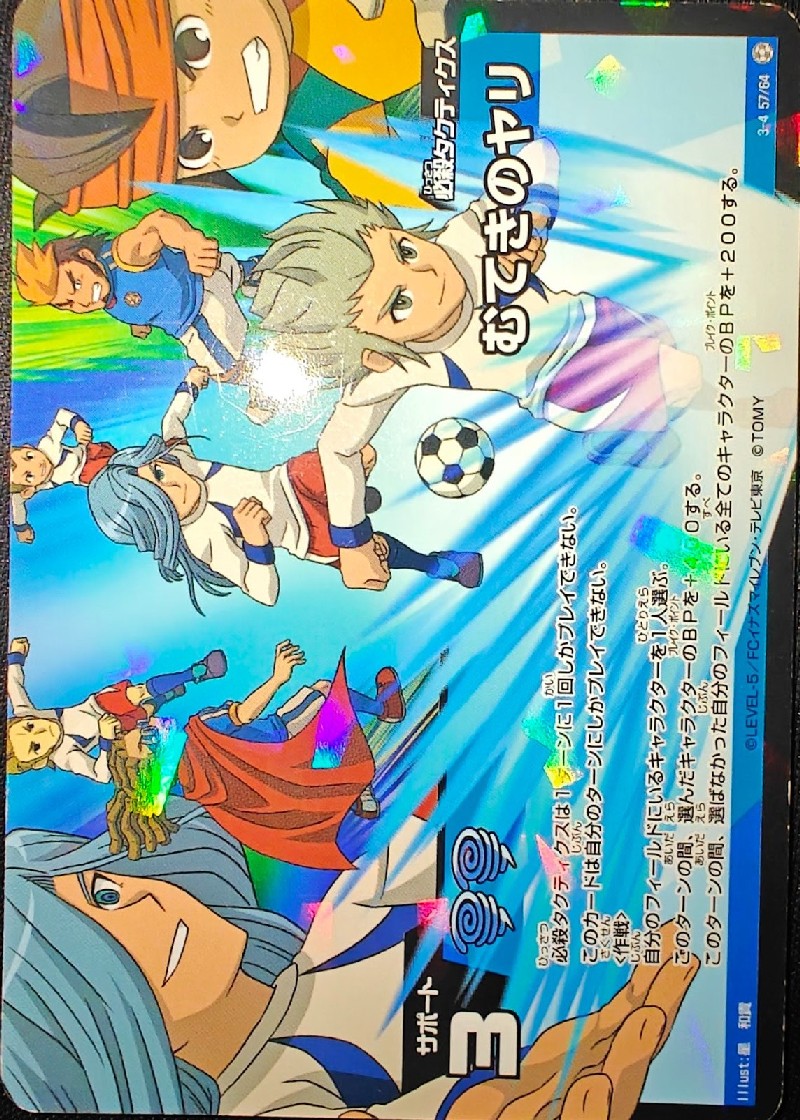 必殺タクティクス
むてきのヤリ
サポート
3
必殺タクティクスは1ターンに1回しかプレイできない。
このカードは自分のターンにしかプレイできない。
<作戦>
自分のフィールドにいるキャラクターを1人選ぶ。
このターンの間、選んだキャラクターのBPを+ 0する。
このターンの間、選ばなかった自分のフィールドにいる全てのキャラクターのBPを+200する。
©LEVEL-5/FCイナズマイレブン・テレビ東京 ©TOMY
Illust:星 和貴
3-4 57/64